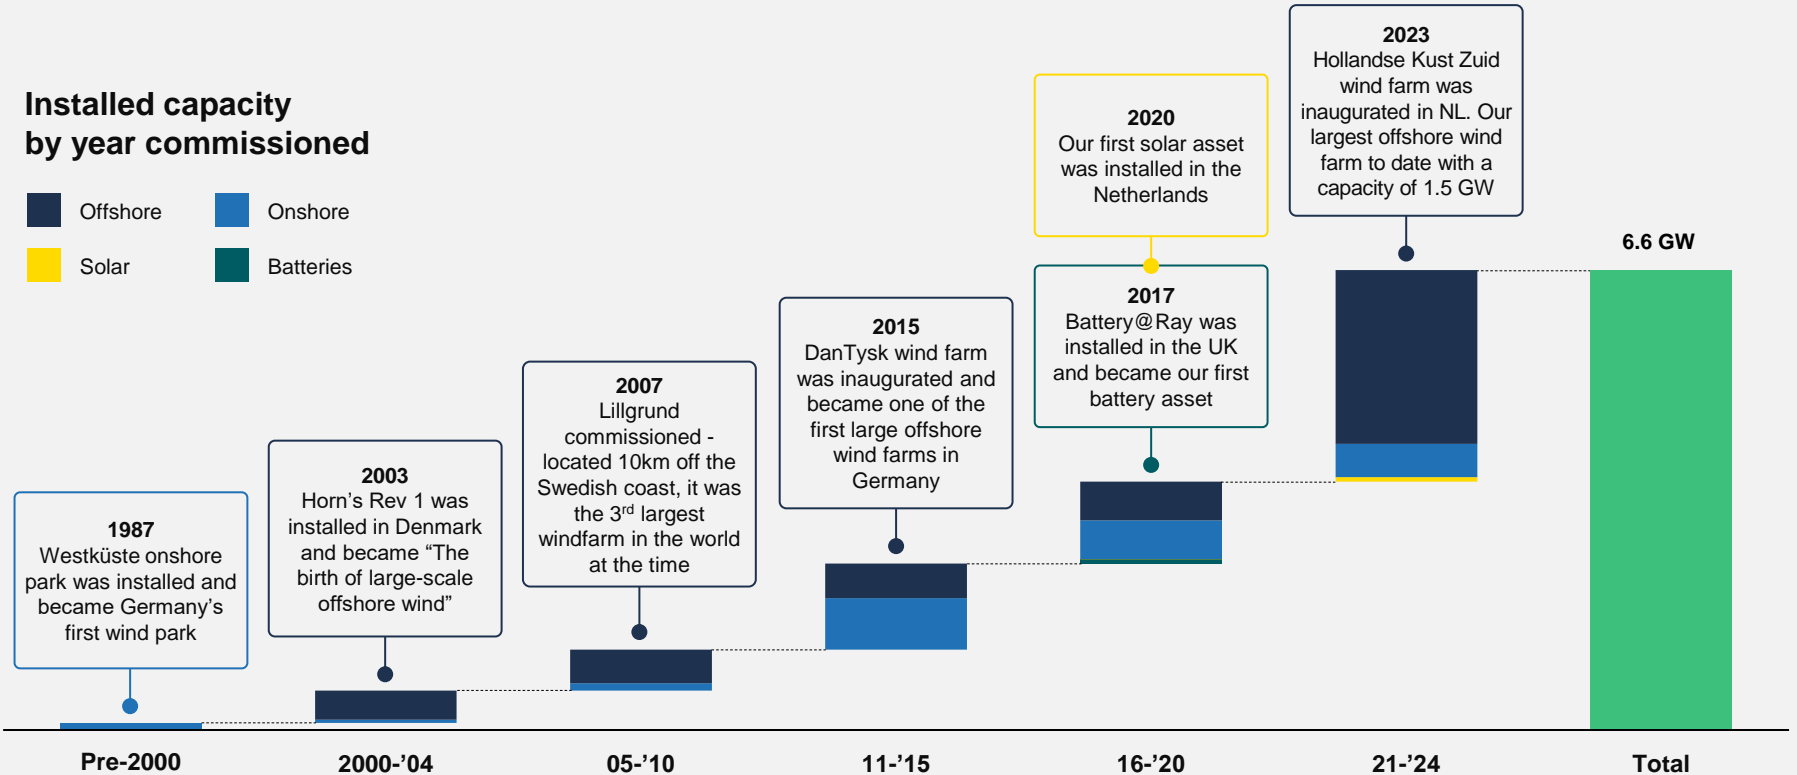 Installed capacity
by year commissioned
Offshore
Onshore
Solar
Batteries
1987
Westküste onshore
park was installed and
became Germany’s
first wind park
2003
Horn’s Rev 1 was
installed in Denmark
and became “The
birth of large-scale
offshore wind”
2007
Lillgrund
commissioned -
located 10km off the
Swedish coast, it was
the 3rd largest
windfarm in the world
at the time
2015
DanTysk wind farm
was inaugurated and
became one of the
first large offshore
wind farms in
Germany
2020
Our first solar asset
was installed in the
Netherlands
2017
Battery@Ray was
installed in the UK
and became our first
battery asset
2023
Hollandse Kust Zuid
wind farm was
inaugurated in NL. Our
largest offshore wind
farm to date with a
capacity of 1.5 GW
6.6 GW
Pre-2000
2000-’04
05-’10
11-’15
16-’20
21-’24
Total